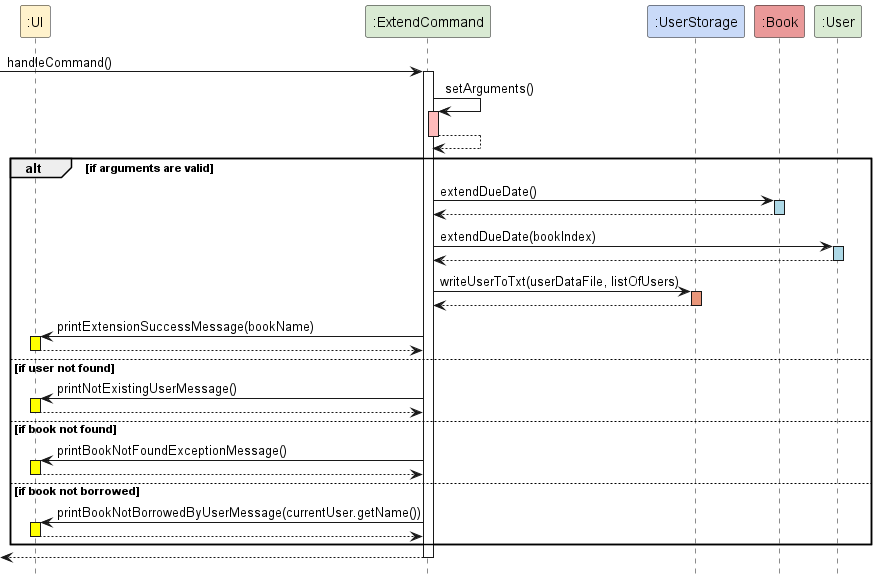 :UI
:ExtendCommand
:UserStorage
:Book
:User
handleCommand()
setArguments()
alt
[if arguments are valid]
extendDueDate()
extendDueDate(bookIndex)
writeUserToTxt(userDataFile, listOfUsers)
printExtensionSuccessMessage(bookName)
[if user not found]
printNotExistingUserMessage()
[if book not found]
printBookNotFoundExceptionMessage()
[if book not borrowed]
printBookNotBorrowedByUserMessage(currentUser.getName())